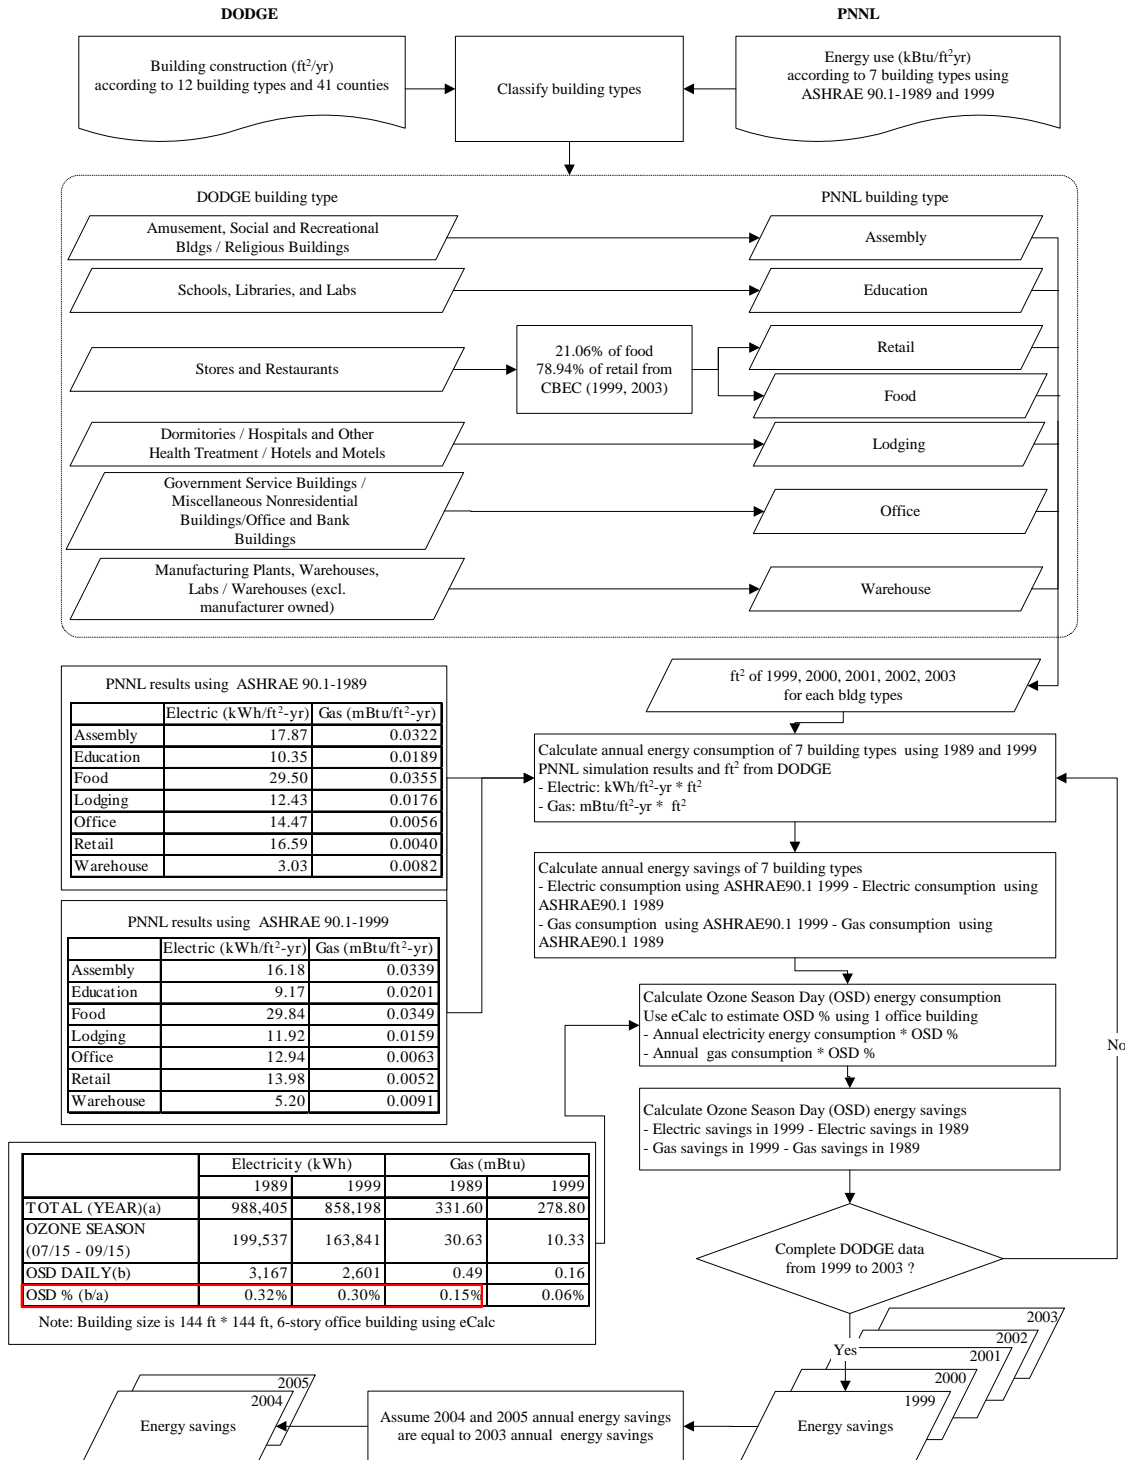 DODGE
PNNL
Building construction (ft²/yr)
according to 12 building types and 41 counties
Classify building types
Energy use (kBtu/ft²yr)
according to 7 building types using
ASHRAE 90.1-1989 and 1999
DODGE building type
PNNL building type
Amusement, Social and Recreational
Bldgs / Religious Buildings
Assembly
Schools, Libraries, and Labs
Education
Stores and Restaurants
21.06% of food
78.94% of retail from
CBEC (1999, 2003)
Retail
Food
Dormitories / Hospitals and Other
Health Treatment / Hotels and Motels
Lodging
Government Service Buildings /
Miscellaneous Nonresidential
Buildings/Office and Bank
Buildings
Office
Manufacturing Plants, Warehouses,
Labs / Warehouses (excl.
manufacturer owned)
Warehouse
ft² of 1999, 2000, 2001, 2002, 2003
for each bldg types
PNNL results using ASHRAE 90.1-1989
Electric (kWh/ft²-yr) Gas (mBtu/ft²-yr)
Assembly 17.87 0.0322
Education 10.35 0.0189
Food 29.50 0.0355
Lodging 12.43 0.0176
Office 14.47 0.0056
Retail 16.59 0.0040
Warehouse 3.03 0.0082
Calculate annual energy consumption of 7 building types using 1989 and 1999
PNNL simulation results and ft² from DODGE
- Electric: kWh/ft²-yr * ft²
- Gas: mBtu/ft²-yr * ft²
Calculate annual energy savings of 7 building types
- Electric consumption using ASHRAE90.1 1999 - Electric consumption using
ASHRAE90.1 1989
- Gas consumption using ASHRAE90.1 1999 - Gas consumption using
ASHRAE90.1 1989
PNNL results using ASHRAE 90.1-1999
Electric (kWh/ft²-yr) Gas (mBtu/ft²-yr)
Assembly 16.18 0.0339
Education 9.17 0.0201
Food 29.84 0.0349
Lodging 11.92 0.0159
Office 12.94 0.0063
Retail 13.98 0.0052
Warehouse 5.20 0.0091
Calculate Ozone Season Day (OSD) energy consumption
Use eCalc to estimate OSD % using 1 office building
- Annual electricity energy consumption * OSD %
- Annual gas consumption * OSD %
No
Calculate Ozone Season Day (OSD) energy savings
- Electric savings in 1999 - Electric savings in 1989
- Gas savings in 1999 - Gas savings in 1989
Electricity (kWh) Gas (mBtu)
1989 1999 1989 1999
TOTAL (YEAR)(a) 988,405 858,198 331.60 278.80
OZONE SEASON
(07/15 - 09/15) 199,537 163,841 30.63 10.33
OSD DAILY(b) 3,167 2,601 0.49 0.16
OSD % (b/a) 0.32% 0.30% 0.15% 0.06%
Note: Building size is 144 ft * 144 ft, 6-story office building using eCalc
Complete DODGE data
from 1999 to 2003 ?
Yes
2003
2002
2001
2000
1999
Energy savings
Assume 2004 and 2005 annual energy savings
are equal to 2003 annual energy savings
2005
2004
Energy savings